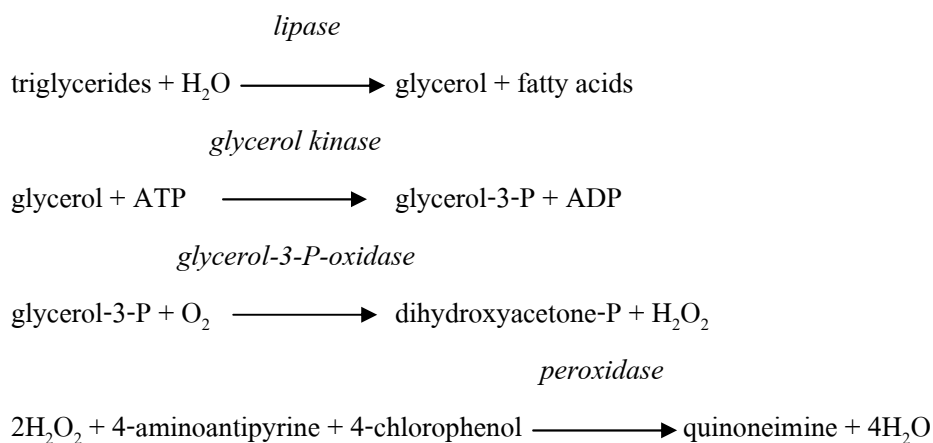 lipase
triglycerides + H₂O ⟶ glycerol + fatty acids
glycerol kinase
glycerol + ATP ⟶ glycerol-3-P + ADP
glycerol-3-P-oxidase
glycerol-3-P + O₂ ⟶ dihydroxyacetone-P + H₂O₂
peroxidase
2H₂O₂ + 4-aminoantipyrine + 4-chlorophenol ⟶ quinoneimine + 4H₂O